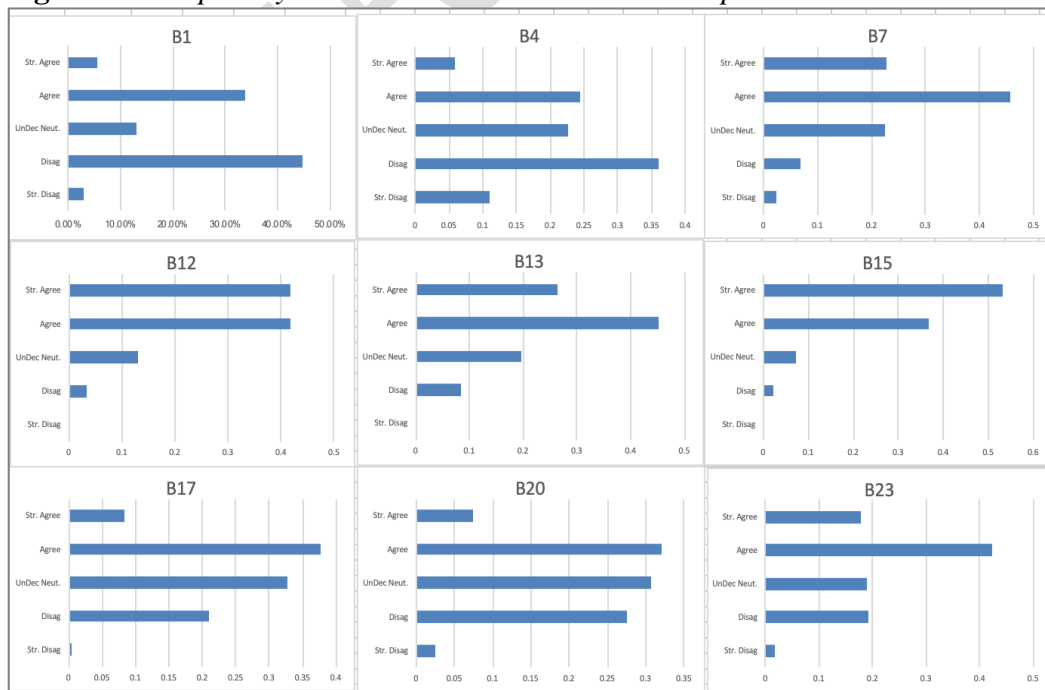 B1
Str. Agree
Agree
UnDec Neut.
Disag
Str. Disag
0.00% 10.00% 20.00% 30.00% 40.00% 50.00%
B4
Str. Agree
Agree
UnDec Neut.
Disag
Str. Disag
0 0.05 0.1 0.15 0.2 0.25 0.3 0.35 0.4
B7
Str. Agree
Agree
UnDec Neut.
Disag
Str. Disag
0 0.1 0.2 0.3 0.4 0.5
B12
Str. Agree
Agree
UnDec Neut.
Disag
Str. Disag
0 0.1 0.2 0.3 0.4 0.5
B13
Str. Agree
Agree
UnDec Neut.
Disag
Str. Disag
0 0.1 0.2 0.3 0.4 0.5
B15
Str. Agree
Agree
UnDec Neut.
Disag
Str. Disag
0 0.1 0.2 0.3 0.4 0.5 0.6
B17
Str. Agree
Agree
UnDec Neut.
Disag
Str. Disag
0 0.05 0.1 0.15 0.2 0.25 0.3 0.35 0.4
B20
Str. Agree
Agree
UnDec Neut.
Disag
Str. Disag
0 0.05 0.1 0.15 0.2 0.25 0.3 0.35
B23
Str. Agree
Agree
UnDec Neut.
Disag
Str. Disag
0 0.1 0.2 0.3 0.4 0.5